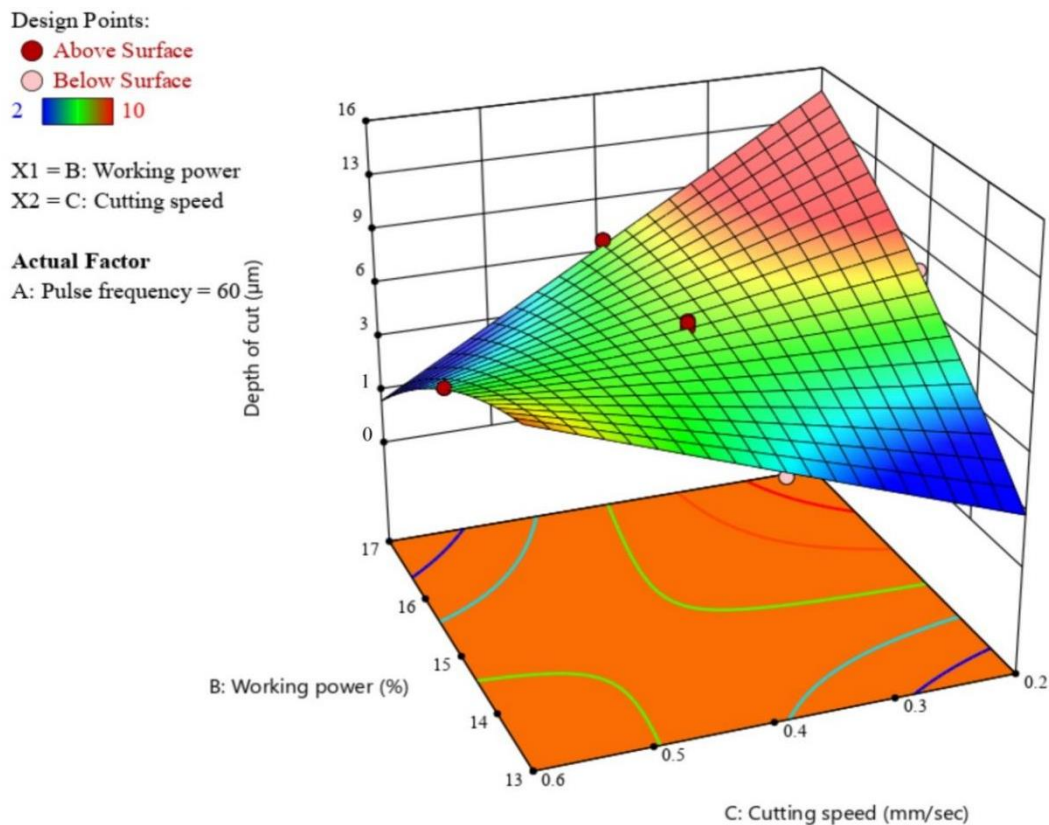 Design Points:
Above Surface
Below Surface
2 10
X1 = B: Working power
X2 = C: Cutting speed
Actual Factor
A: Pulse frequency = 60
Depth of cut (µm)
16
13
9
6
3
1
0
17
16
15
14
13
0.6
0.5
0.4
0.3
0.2
B: Working power (%)
C: Cutting speed (mm/sec)